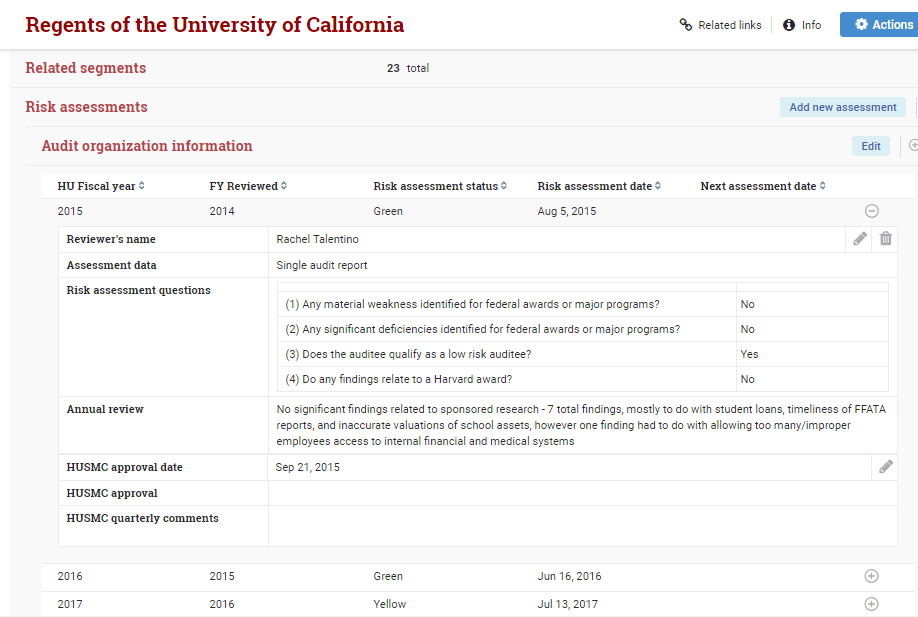 Regents of the University of California
Related links
Info
Actions
Related segments
23 total
Risk assessments
Add new assessment
Audit organization information
Edit
HU Fiscal year FY Reviewed Risk assessment status Risk assessment date Next assessment date
2015 2014 Green Aug 5, 2015
Reviewer's name Rachel Talentino
Assessment data Single audit report
Risk assessment questions
(1) Any material weakness identified for federal awards or major programs? No
(2) Any significant deficiencies identified for federal awards or major programs? No
(3) Does the auditee qualify as a low risk auditee? Yes
(4) Do any findings relate to a Harvard award? No
Annual review No significant findings related to sponsored research - 7 total findings, mostly to do with student loans, timeliness of FFATA
reports, and inaccurate valuations of school assets, however one finding had to do with allowing too many/improper
employees access to internal financial and medical systems
HUSMC approval date Sep 21, 2015
HUSMC approval
HUSMC quarterly comments
2016 2015 Green Jun 16, 2016
2017 2016 Yellow Jul 13, 2017